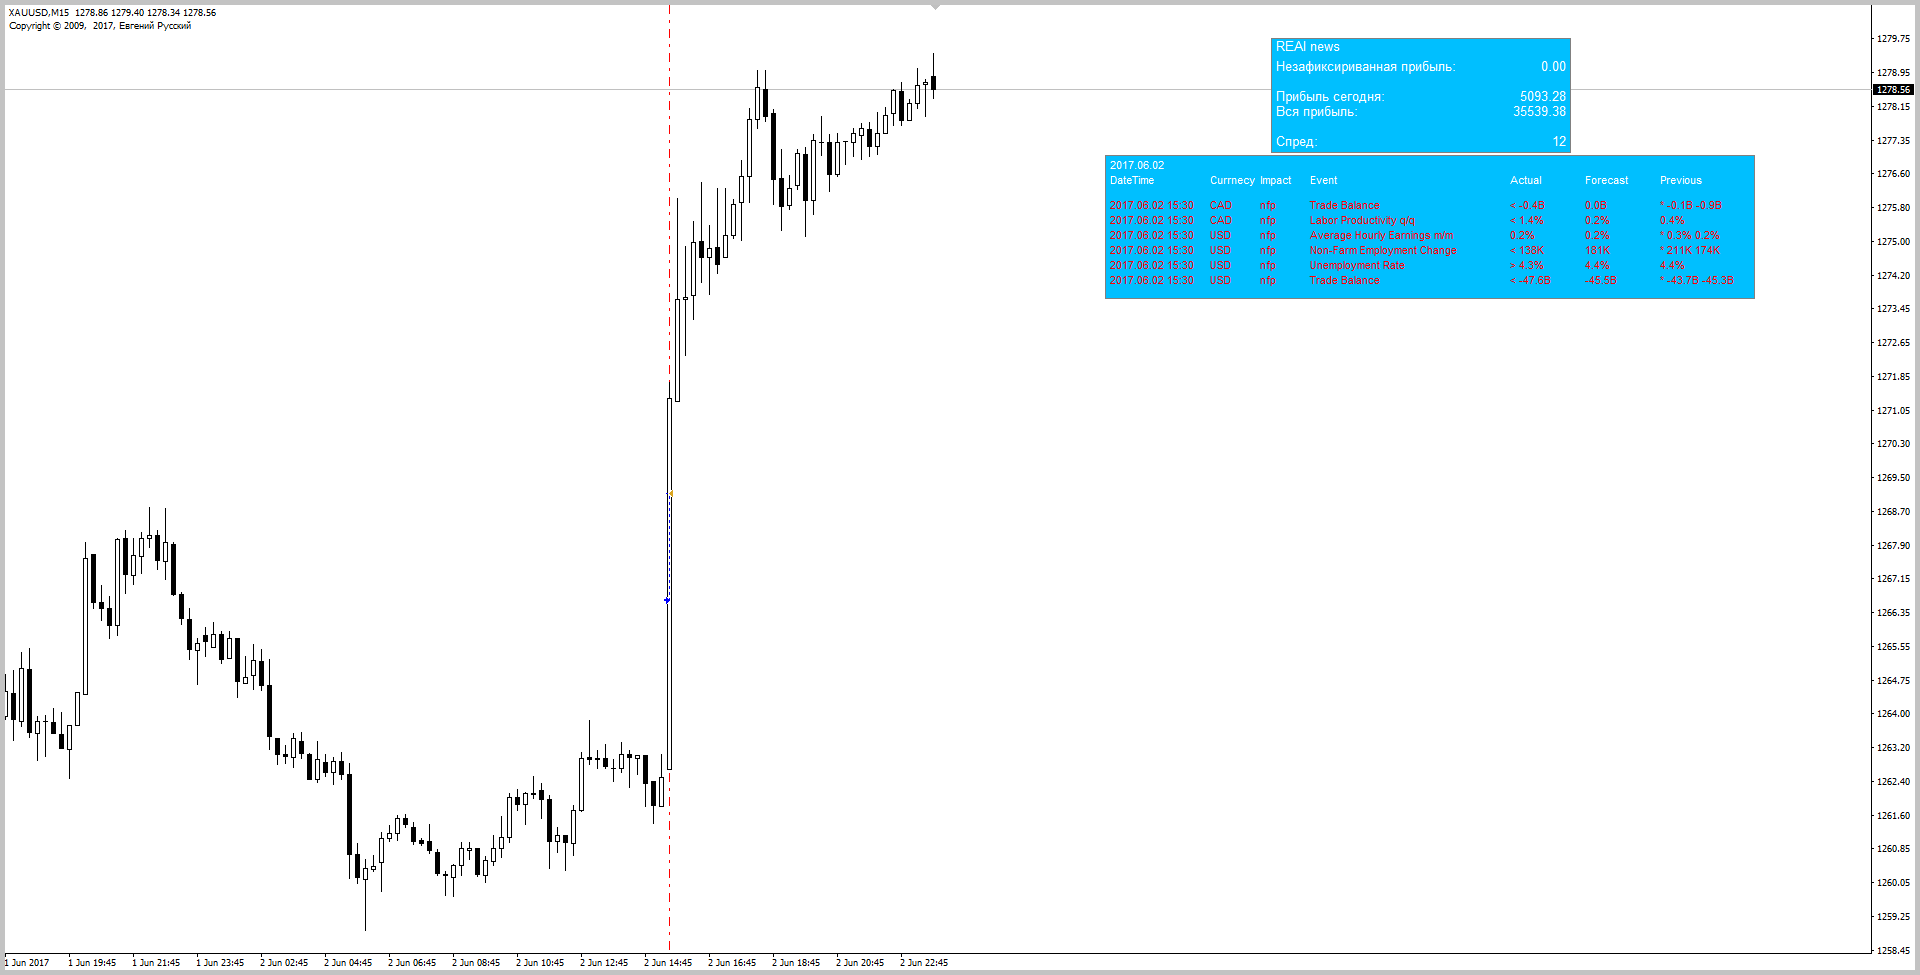 XAUUSD,M15 1278.86 1279.40 1278.34 1278.56
Copyright © 2009, 2017, Евгений Русский
REAl news
Незафиксириванная прибыль: 0.00
Прибыль сегодня: 5093.28
Вся прибыль: 35539.38
Спред: 12
2017.06.02
DateTime Currnecy Impact Event Actual Forecast Previous
2017.06.02 15:30 CAD nfp Trade Balance < -0.4B 0.0B * -0.1B -0.9B
2017.06.02 15:30 CAD nfp Labor Productivity q/q < 1.4% 0.2% 0.4%
2017.06.02 15:30 USD nfp Average Hourly Earnings m/m 0.2% 0.2% * 0.3% 0.2%
2017.06.02 15:30 USD nfp Non-Farm Employment Change < 138K 181K * 211K 174K
2017.06.02 15:30 USD nfp Unemployment Rate > 4.3% 4.4% 4.4%
2017.06.02 15:30 USD nfp Trade Balance < -47.6B -45.5B * -43.7B -45.3B
1279.75
1278.95
1278.56
1278.15
1277.35
1276.60
1275.80
1275.00
1274.20
1273.45
1272.65
1271.85
1271.05
1270.30
1269.50
1268.70
1267.90
1267.15
1266.35
1265.55
1264.75
1264.00
1263.20
1262.40
1261.60
1260.85
1260.05
1259.25
1258.45
1 Jun 2017 1 Jun 19:45 1 Jun 21:45 1 Jun 23:45 2 Jun 02:45 2 Jun 04:45 2 Jun 06:45 2 Jun 08:45 2 Jun 10:45 2 Jun 12:45 2 Jun 14:45 2 Jun 16:45 2 Jun 18:45 2 Jun 20:45 2 Jun 22:45